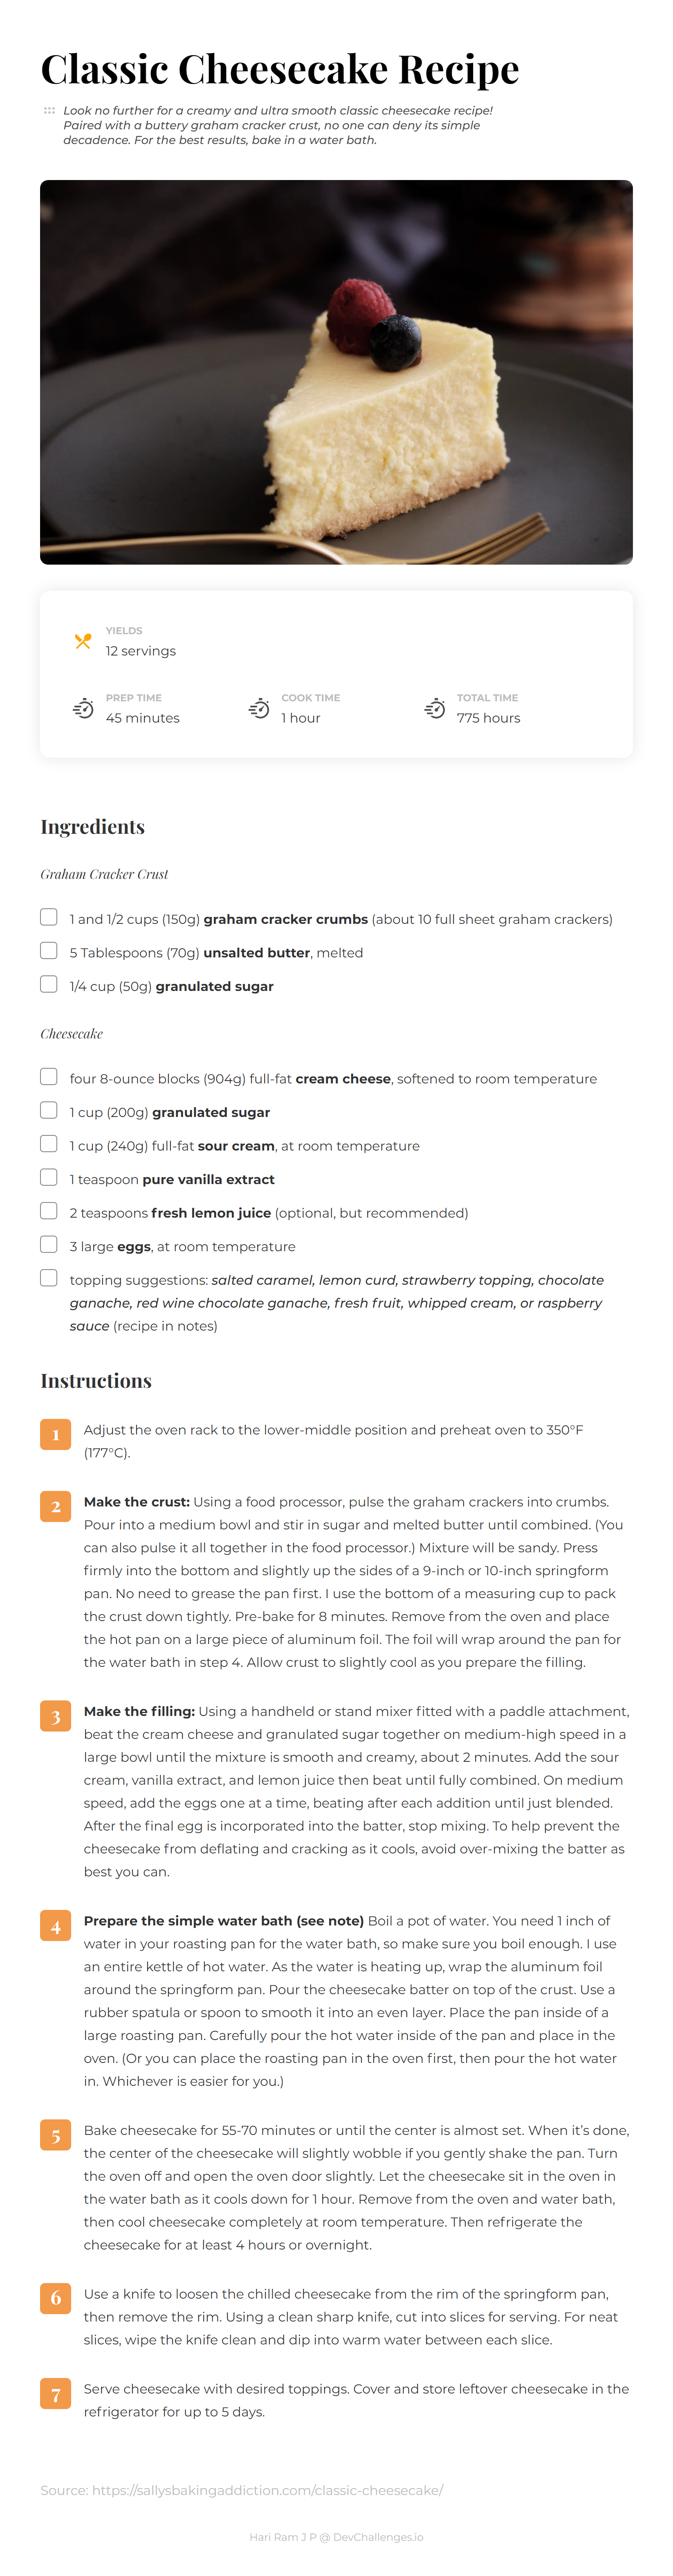 Classic Cheesecake Recipe
Look no further for a creamy and ultra smooth classic cheesecake recipe!
Paired with a buttery graham cracker crust, no one can deny its simple
decadence. For the best results, bake in a water bath.
YIELDS
12 servings
PREP TIME
45 minutes
COOK TIME
1 hour
TOTAL TIME
775 hours
Ingredients
Graham Cracker Crust
1 and 1/2 cups (150g) graham cracker crumbs (about 10 full sheet graham crackers)
5 Tablespoons (70g) unsalted butter, melted
1/4 cup (50g) granulated sugar
Cheesecake
four 8-ounce blocks (904g) full-fat cream cheese, softened to room temperature
1 cup (200g) granulated sugar
1 cup (240g) full-fat sour cream, at room temperature
1 teaspoon pure vanilla extract
2 teaspoons fresh lemon juice (optional, but recommended)
3 large eggs, at room temperature
topping suggestions: salted caramel, lemon curd, strawberry topping, chocolate
ganache, red wine chocolate ganache, fresh fruit, whipped cream, or raspberry
sauce (recipe in notes)
Instructions
1 Adjust the oven rack to the lower-middle position and preheat oven to 350°F
(177°C).
2 Make the crust: Using a food processor, pulse the graham crackers into crumbs.
Pour into a medium bowl and stir in sugar and melted butter until combined. (You
can also pulse it all together in the food processor.) Mixture will be sandy. Press
firmly into the bottom and slightly up the sides of a 9-inch or 10-inch springform
pan. No need to grease the pan first. I use the bottom of a measuring cup to pack
the crust down tightly. Pre-bake for 8 minutes. Remove from the oven and place
the hot pan on a large piece of aluminum foil. The foil will wrap around the pan for
the water bath in step 4. Allow crust to slightly cool as you prepare the filling.
3 Make the filling: Using a handheld or stand mixer fitted with a paddle attachment,
beat the cream cheese and granulated sugar together on medium-high speed in a
large bowl until the mixture is smooth and creamy, about 2 minutes. Add the sour
cream, vanilla extract, and lemon juice then beat until fully combined. On medium
speed, add the eggs one at a time, beating after each addition until just blended.
After the final egg is incorporated into the batter, stop mixing. To help prevent the
cheesecake from deflating and cracking as it cools, avoid over-mixing the batter as
best you can.
4 Prepare the simple water bath (see note) Boil a pot of water. You need 1 inch of
water in your roasting pan for the water bath, so make sure you boil enough. I use
an entire kettle of hot water. As the water is heating up, wrap the aluminum foil
around the springform pan. Pour the cheesecake batter on top of the crust. Use a
rubber spatula or spoon to smooth it into an even layer. Place the pan inside of a
large roasting pan. Carefully pour the hot water inside of the pan and place in the
oven. (Or you can place the roasting pan in the oven first, then pour the hot water
in. Whichever is easier for you.)
5 Bake cheesecake for 55-70 minutes or until the center is almost set. When it's done,
the center of the cheesecake will slightly wobble if you gently shake the pan. Turn
the oven off and open the oven door slightly. Let the cheesecake sit in the oven in
the water bath as it cools down for 1 hour. Remove from the oven and water bath,
then cool cheesecake completely at room temperature. Then refrigerate the
cheesecake for at least 4 hours or overnight.
6 Use a knife to loosen the chilled cheesecake from the rim of the springform pan,
then remove the rim. Using a clean sharp knife, cut into slices for serving. For neat
slices, wipe the knife clean and dip into warm water between each slice.
7 Serve cheesecake with desired toppings. Cover and store leftover cheesecake in the
refrigerator for up to 5 days.
Source: https://sallysbakingaddiction.com/classic-cheesecake/
Hari Ram J P @ DevChallenges.io